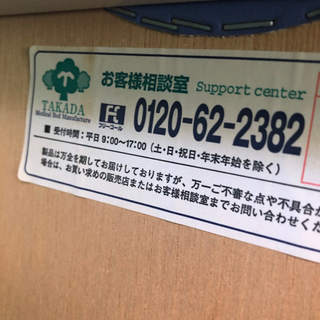 TAKADA
Medical Bed Manufacture
お客様相談室 Support center
フリーコール 0120-62-2382
■ 受付時間：平日 9:00〜17:00（土・日・祝日・年末年始を除く）
製品は万全を期してお届けしておりますが、万一ご不審な点や不具合が
場合は、お買い求めの販売店またはお客様相談室までお問い合わせくだ